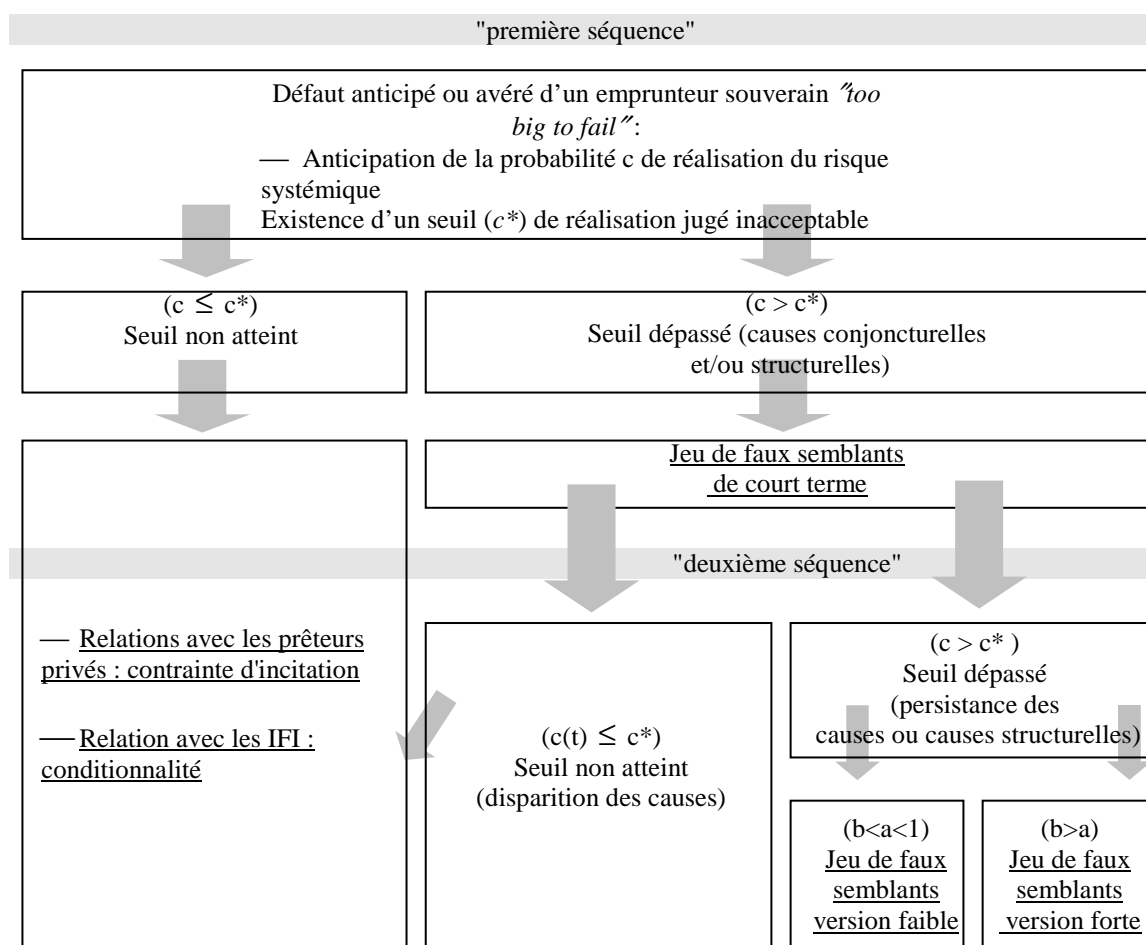 "première séquence"
Défaut anticipé ou avéré d'un emprunteur souverain "too
big to fail" :
— Anticipation de la probabilité c de réalisation du risque
systémique
Existence d'un seuil (c*) de réalisation jugé inacceptable
(c ≤ c*)
Seuil non atteint
(c > c*)
Seuil dépassé (causes conjoncturelles
et/ou structurelles)
Jeu de faux semblants
de court terme
"deuxième séquence"
— Relations avec les prêteurs
privés : contrainte d'incitation
— Relation avec les IFI :
conditionnalité
(c(t) ≤ c*)
Seuil non atteint
(disparition des causes)
(c > c* )
Seuil dépassé
(persistance des
causes ou causes structurelles)
(b<a<1)
Jeu de faux
semblants
version faible
(b>a)
Jeu de faux
semblants
version forte